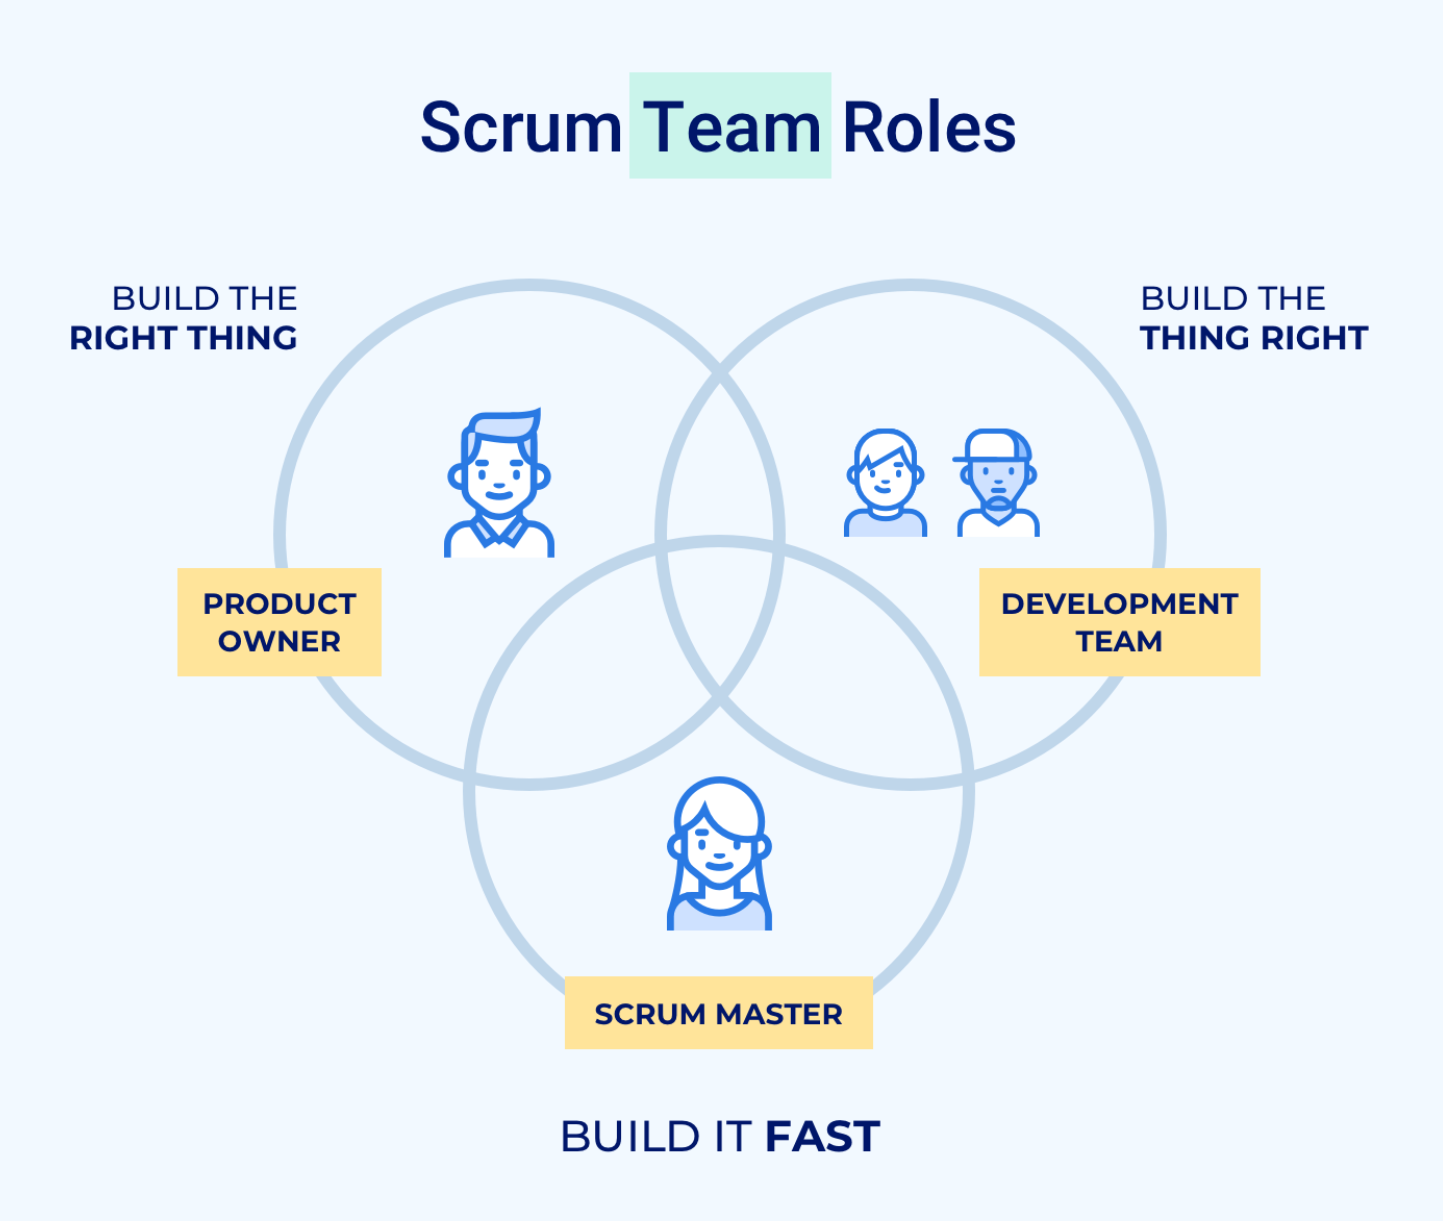 Scrum Team Roles
BUILD THE
RIGHT THING
BUILD THE
THING RIGHT
PRODUCT
OWNER
DEVELOPMENT
TEAM
SCRUM MASTER
BUILD IT FAST